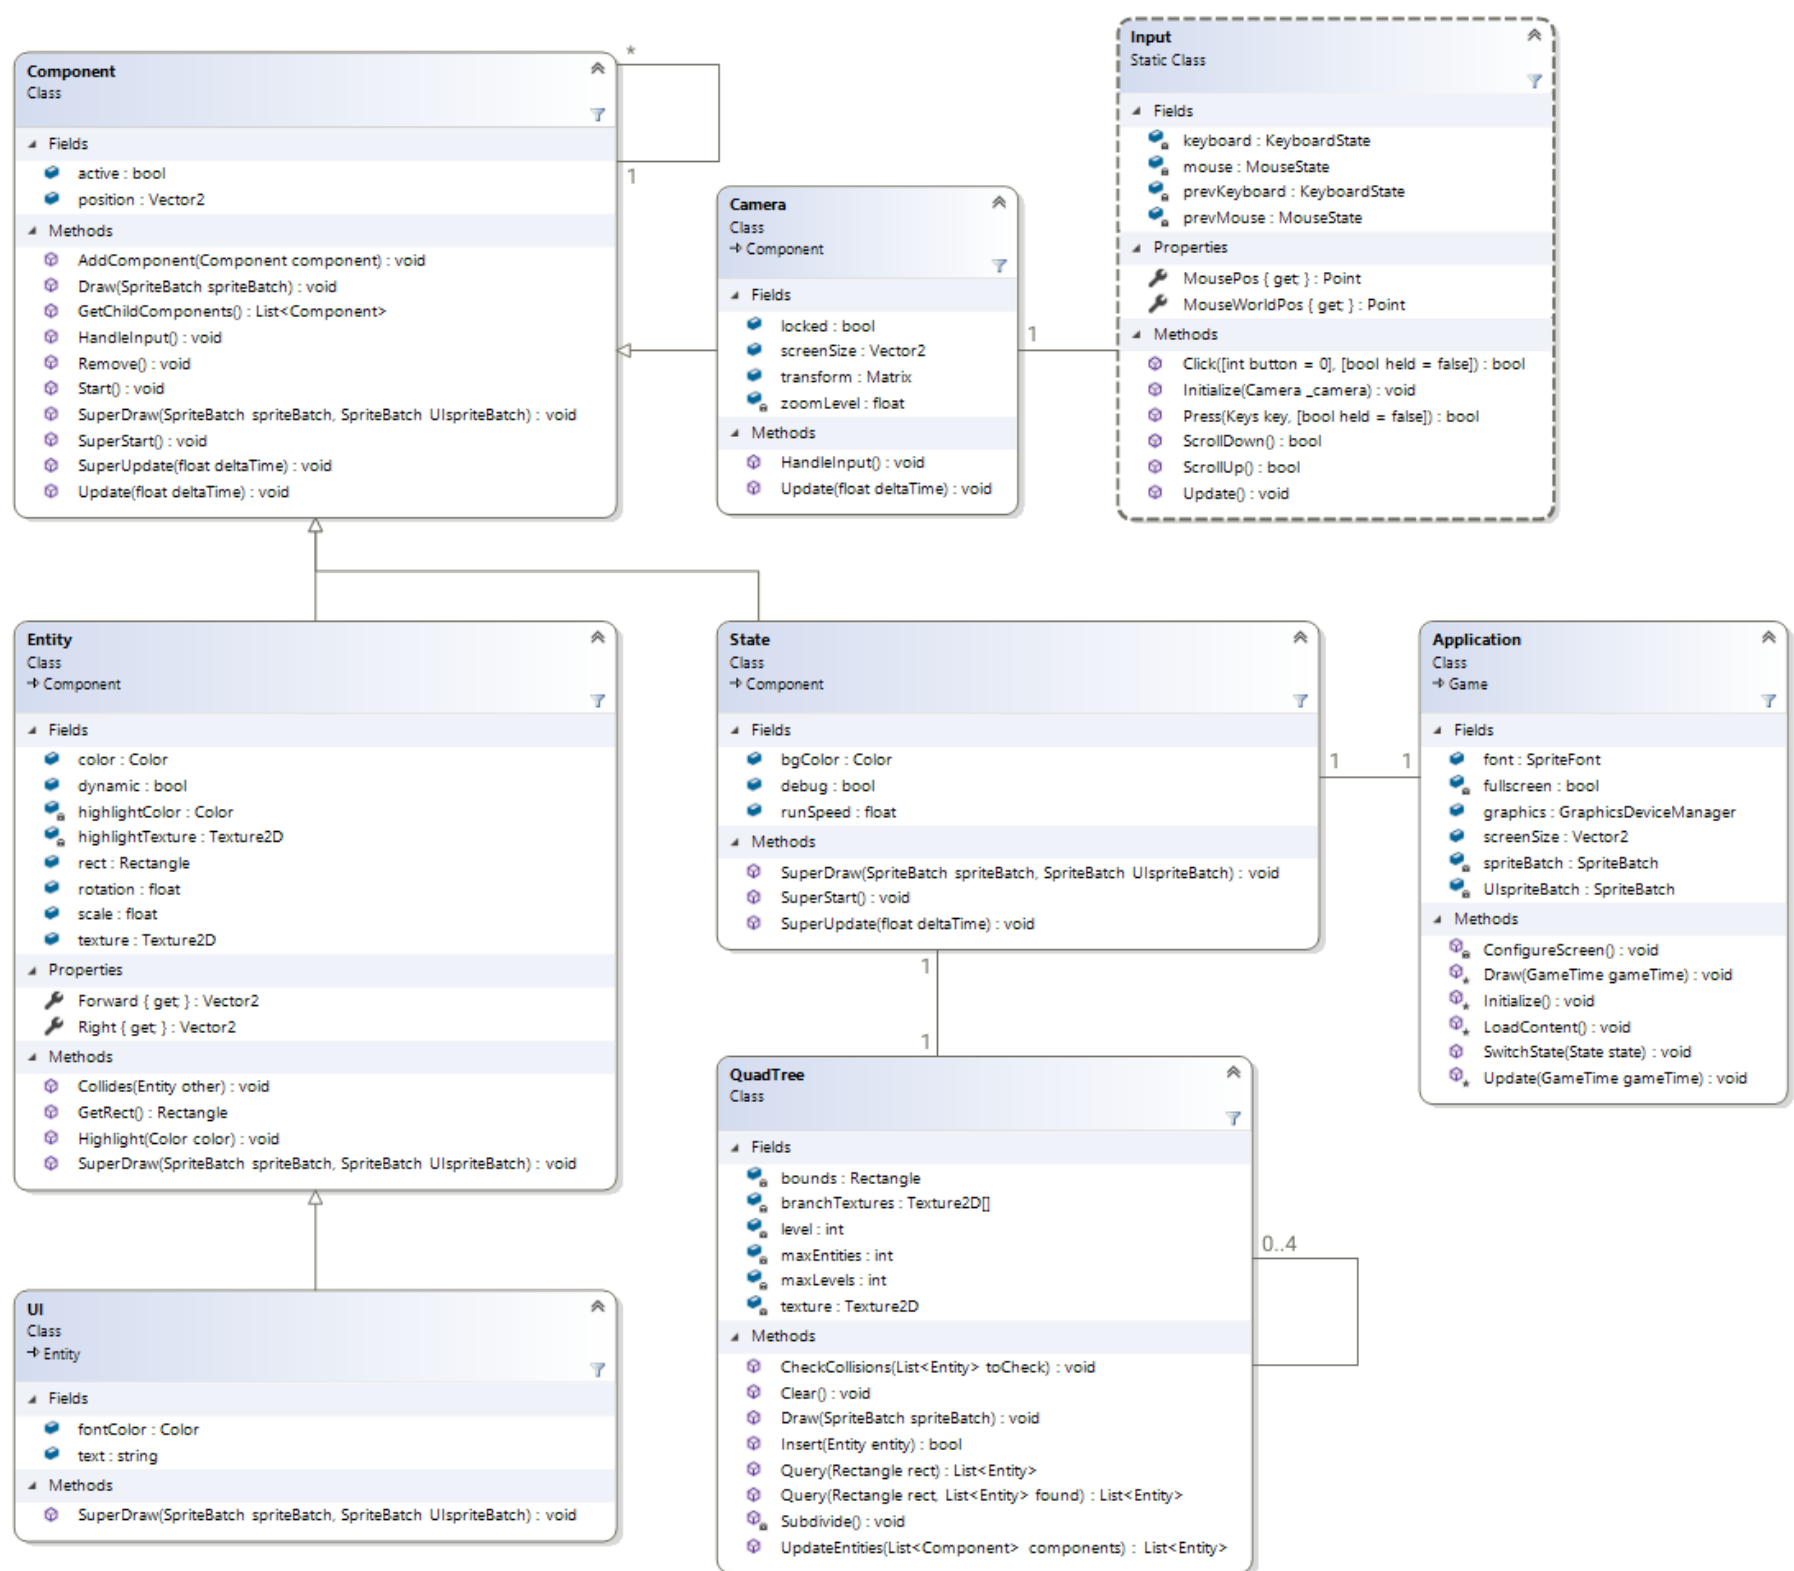 Component
Class
Fields
active : bool
position : Vector2
Methods
AddComponent(Component component) : void
Draw(SpriteBatch spriteBatch) : void
GetChildComponents() : List<Component>
HandleInput() : void
Remove() : void
Start() : void
SuperDraw(SpriteBatch spriteBatch, SpriteBatch UIspriteBatch) : void
SuperStart() : void
SuperUpdate(float deltaTime) : void
Update(float deltaTime) : void
*
1
Camera
Class
Component
Fields
locked : bool
screenSize : Vector2
transform : Matrix
zoomLevel : float
Methods
HandleInput() : void
Update(float deltaTime) : void
1
Input
Static Class
Fields
keyboard : KeyboardState
mouse : MouseState
prevKeyboard : KeyboardState
prevMouse : MouseState
Properties
MousePos { get; } : Point
MouseWorldPos { get; } : Point
Methods
Click([int button = 0], [bool held = false]) : bool
Initialize(Camera _camera) : void
Press(Keys key, [bool held = false]) : bool
ScrollDown() : bool
ScrollUp() : bool
Update() : void
Entity
Class
Component
Fields
color : Color
dynamic : bool
highlightColor : Color
highlightTexture : Texture2D
rect : Rectangle
rotation : float
scale : float
texture : Texture2D
Properties
Forward { get; } : Vector2
Right { get; } : Vector2
Methods
Collides(Entity other) : void
GetRect() : Rectangle
Highlight(Color color) : void
SuperDraw(SpriteBatch spriteBatch, SpriteBatch UIspriteBatch) : void
State
Class
Component
Fields
bgColor : Color
debug : bool
runSpeed : float
Methods
SuperDraw(SpriteBatch spriteBatch, SpriteBatch UIspriteBatch) : void
SuperStart() : void
SuperUpdate(float deltaTime) : void
1
1
Application
Class
Game
Fields
font : SpriteFont
fullscreen : bool
graphics : GraphicsDeviceManager
screenSize : Vector2
spriteBatch : SpriteBatch
UIspriteBatch : SpriteBatch
Methods
ConfigureScreen() : void
Draw(GameTime gameTime) : void
Initialize() : void
LoadContent() : void
SwitchState(State state) : void
Update(GameTime gameTime) : void
1
1
UI
Class
Entity
Fields
fontColor : Color
text : string
Methods
SuperDraw(SpriteBatch spriteBatch, SpriteBatch UIspriteBatch) : void
QuadTree
Class
Fields
bounds : Rectangle
branchTextures : Texture2D[]
level : int
maxEntities : int
maxLevels : int
texture : Texture2D
Methods
CheckCollisions(List<Entity> toCheck) : void
Clear() : void
Draw(SpriteBatch spriteBatch) : void
Insert(Entity entity) : bool
Query(Rectangle rect) : List<Entity>
Query(Rectangle rect, List<Entity> found) : List<Entity>
Subdivide() : void
UpdateEntities(List<Component> components) : List<Entity>
0..4